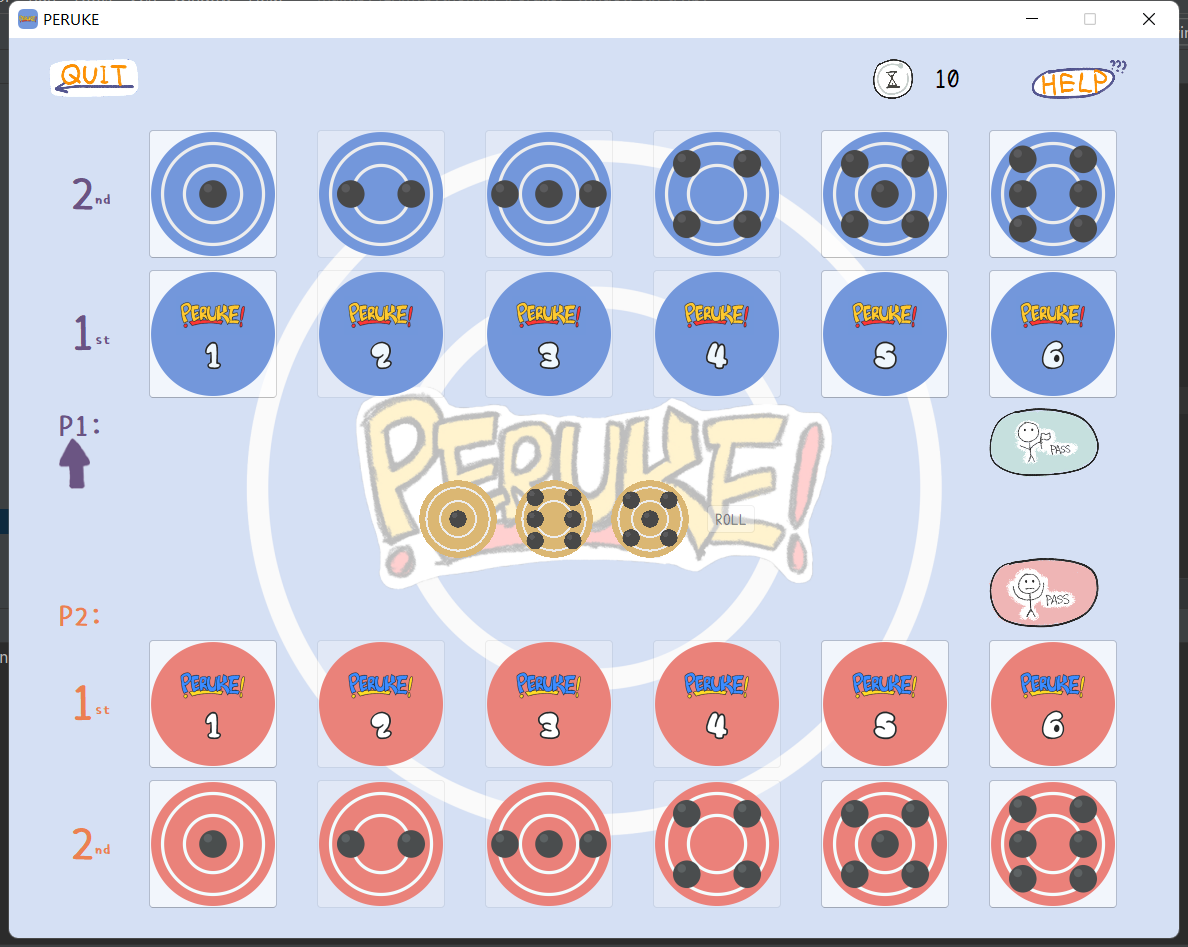 PERUKE
QUIT
10
HELP???
2nd
1st
PERUKE! 1
PERUKE! 2
PERUKE! 3
PERUKE! 4
PERUKE! 5
PERUKE! 6
P1:
PASS
PERUKE!
ROLL
PASS
P2:
1st
PERUKE! 1
PERUKE! 2
PERUKE! 3
PERUKE! 4
PERUKE! 5
PERUKE! 6
2nd